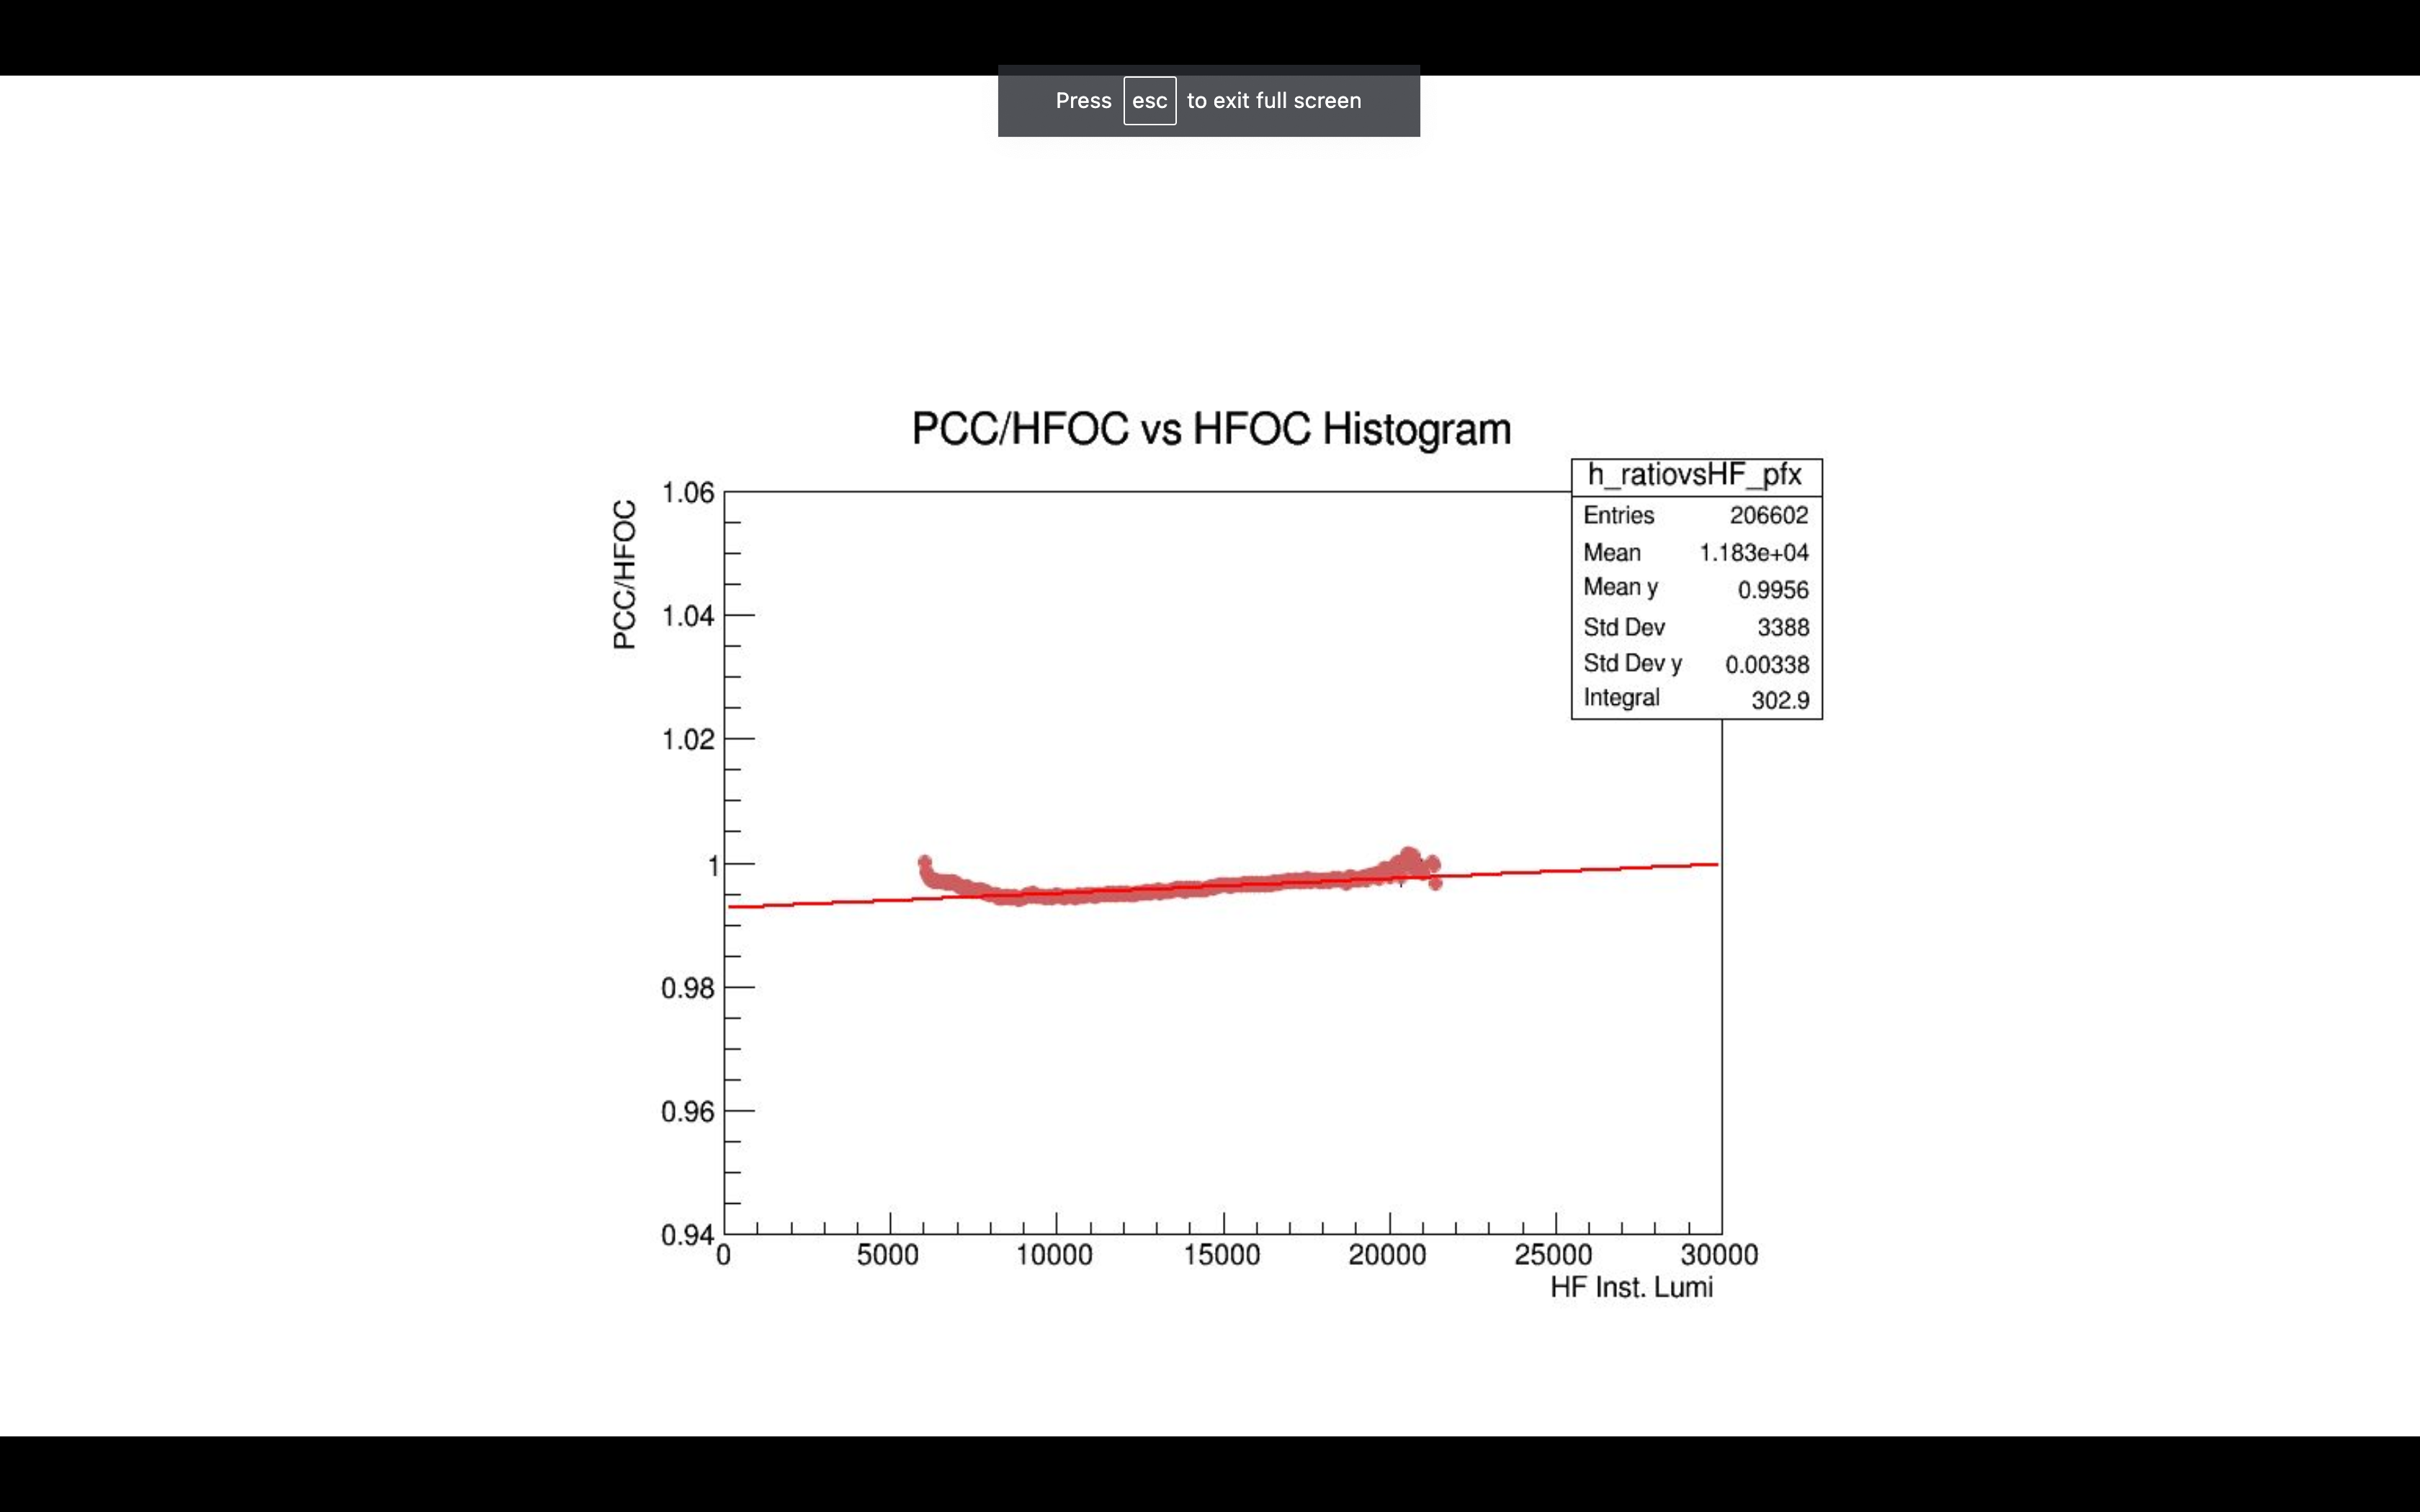 Press esc to exit full screen
PCC/HFOC vs HFOC Histogram
h_ratiovsHF_pfx
Entries 206602
Mean 1.183e+04
Mean y 0.9956
Std Dev 3388
Std Dev y 0.00338
Integral 302.9
PCC/HFOC
1.06
1.04
1.02
1
0.98
0.96
0.94
0 5000 10000 15000 20000 25000 30000
HF Inst. Lumi